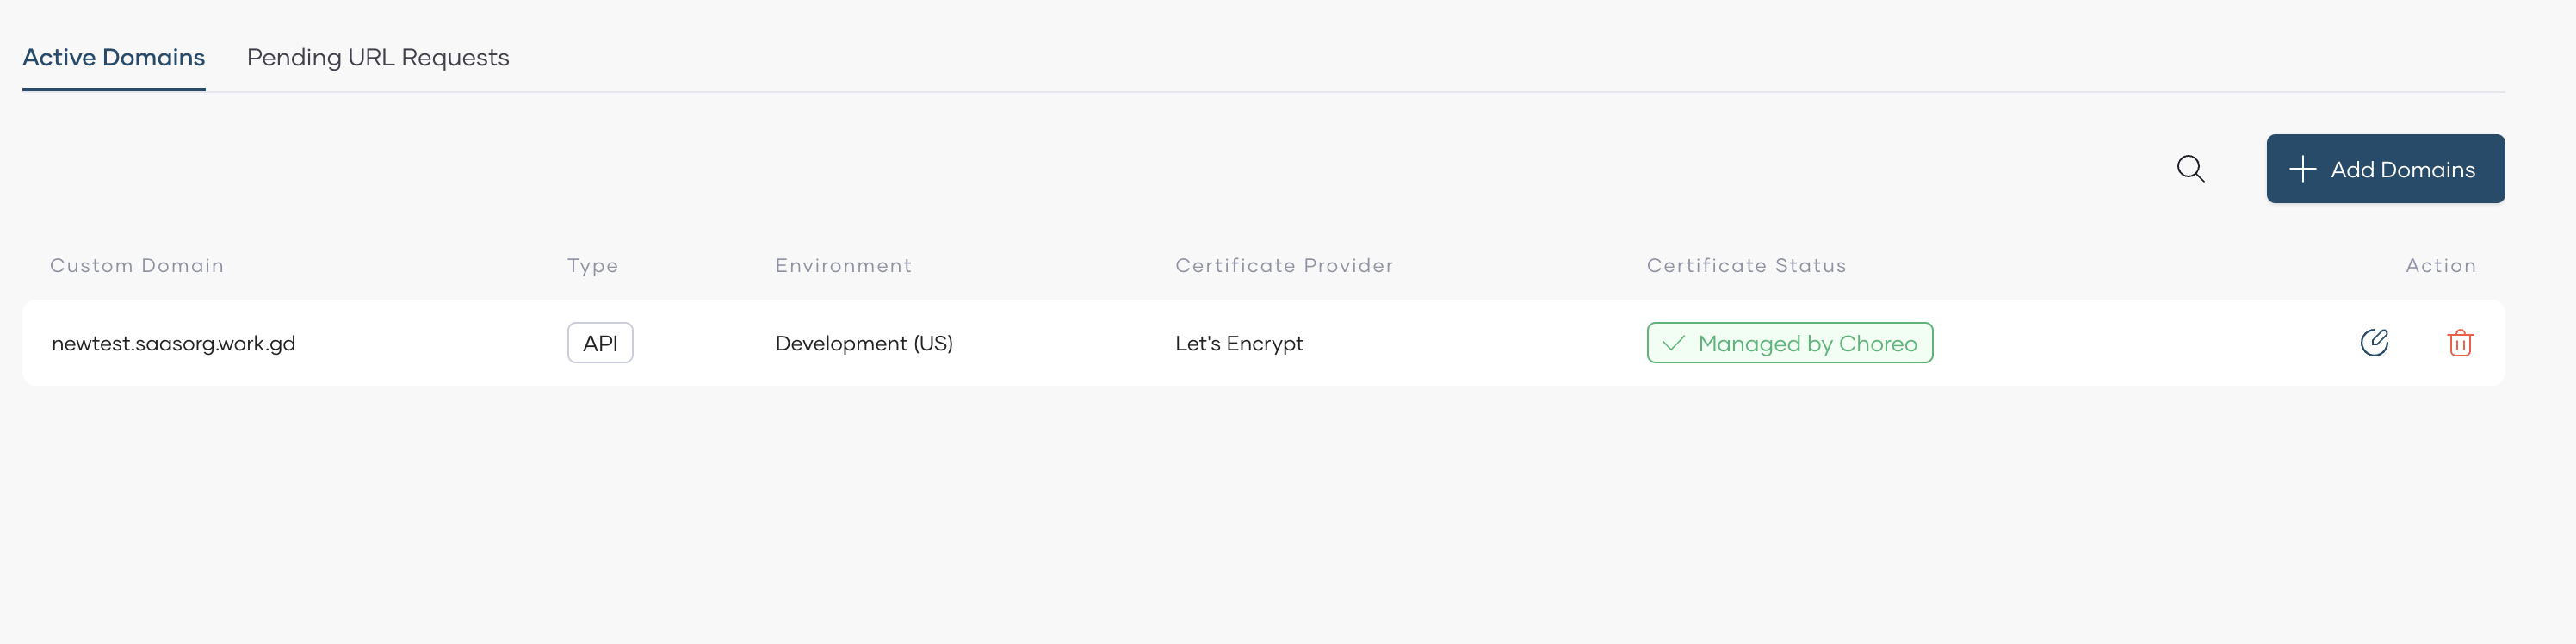 Active Domains Pending URL Requests
Add Domains
Custom Domain Type Environment Certificate Provider Certificate Status Action
newtest.saasorg.work.gd API Development (US) Let's Encrypt Managed by Choreo